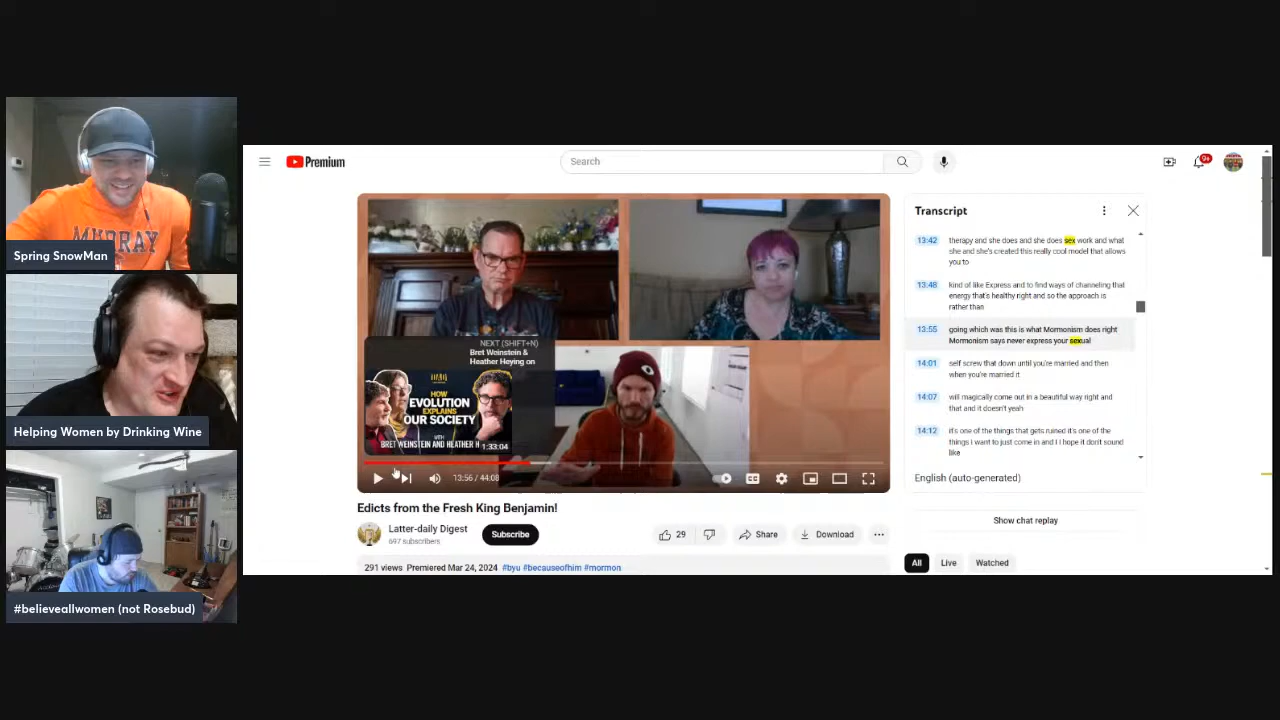 MURRAY
Spring SnowMan
Helping Women by Drinking Wine
#believeallwomen (not Rosebud)
Premium
Search
9+
NEXT (SHIFT+N)
Bret Weinstein &
Heather Heying on
HOW
EVOLUTION
EXPLAINS
OUR SOCIETY
WITH
BRET WEINSTEIN AND HEATHER H
1:33:04
13:56 / 44:08
Edicts from the Fresh King Benjamin!
Latter-daily Digest
697 subscribers
Subscribe
29
Share
Download
291 views Premiered Mar 24, 2024 #byu #becauseofhim #mormon
Transcript
13:42
therapy and she does and she does sex work and what
she and she's created this really cool model that allows
you to
13:48
kind of like Express and to find ways of channeling that
energy that's healthy right and so the approach is
rather than
13:55
going which was this is what Mormonism does right
Mormonism says never express your sexual
14:01
self screw that down until you're married and then
when you're married it
14:07
will magically come out in a beautiful way right and
that and it doesn't yeah
14:12
it's one of the things that gets ruined it's one of the
things i want to just come in and I I hope it don't sound
like
English (auto-generated)
Show chat replay
All
Live
Watched